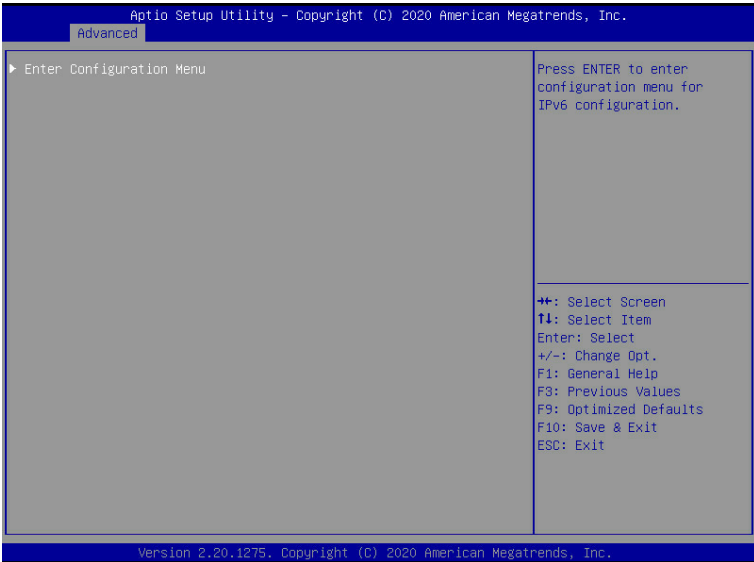 Aptio Setup Utility – Copyright (C) 2020 American Megatrends, Inc.
Advanced
▶ Enter Configuration Menu
Press ENTER to enter
configuration menu for
IPv6 configuration.
→←: Select Screen
↑↓: Select Item
Enter: Select
+/-: Change Opt.
F1: General Help
F3: Previous Values
F9: Optimized Defaults
F10: Save & Exit
ESC: Exit
Version 2.20.1275. Copyright (C) 2020 American Megatrends, Inc.